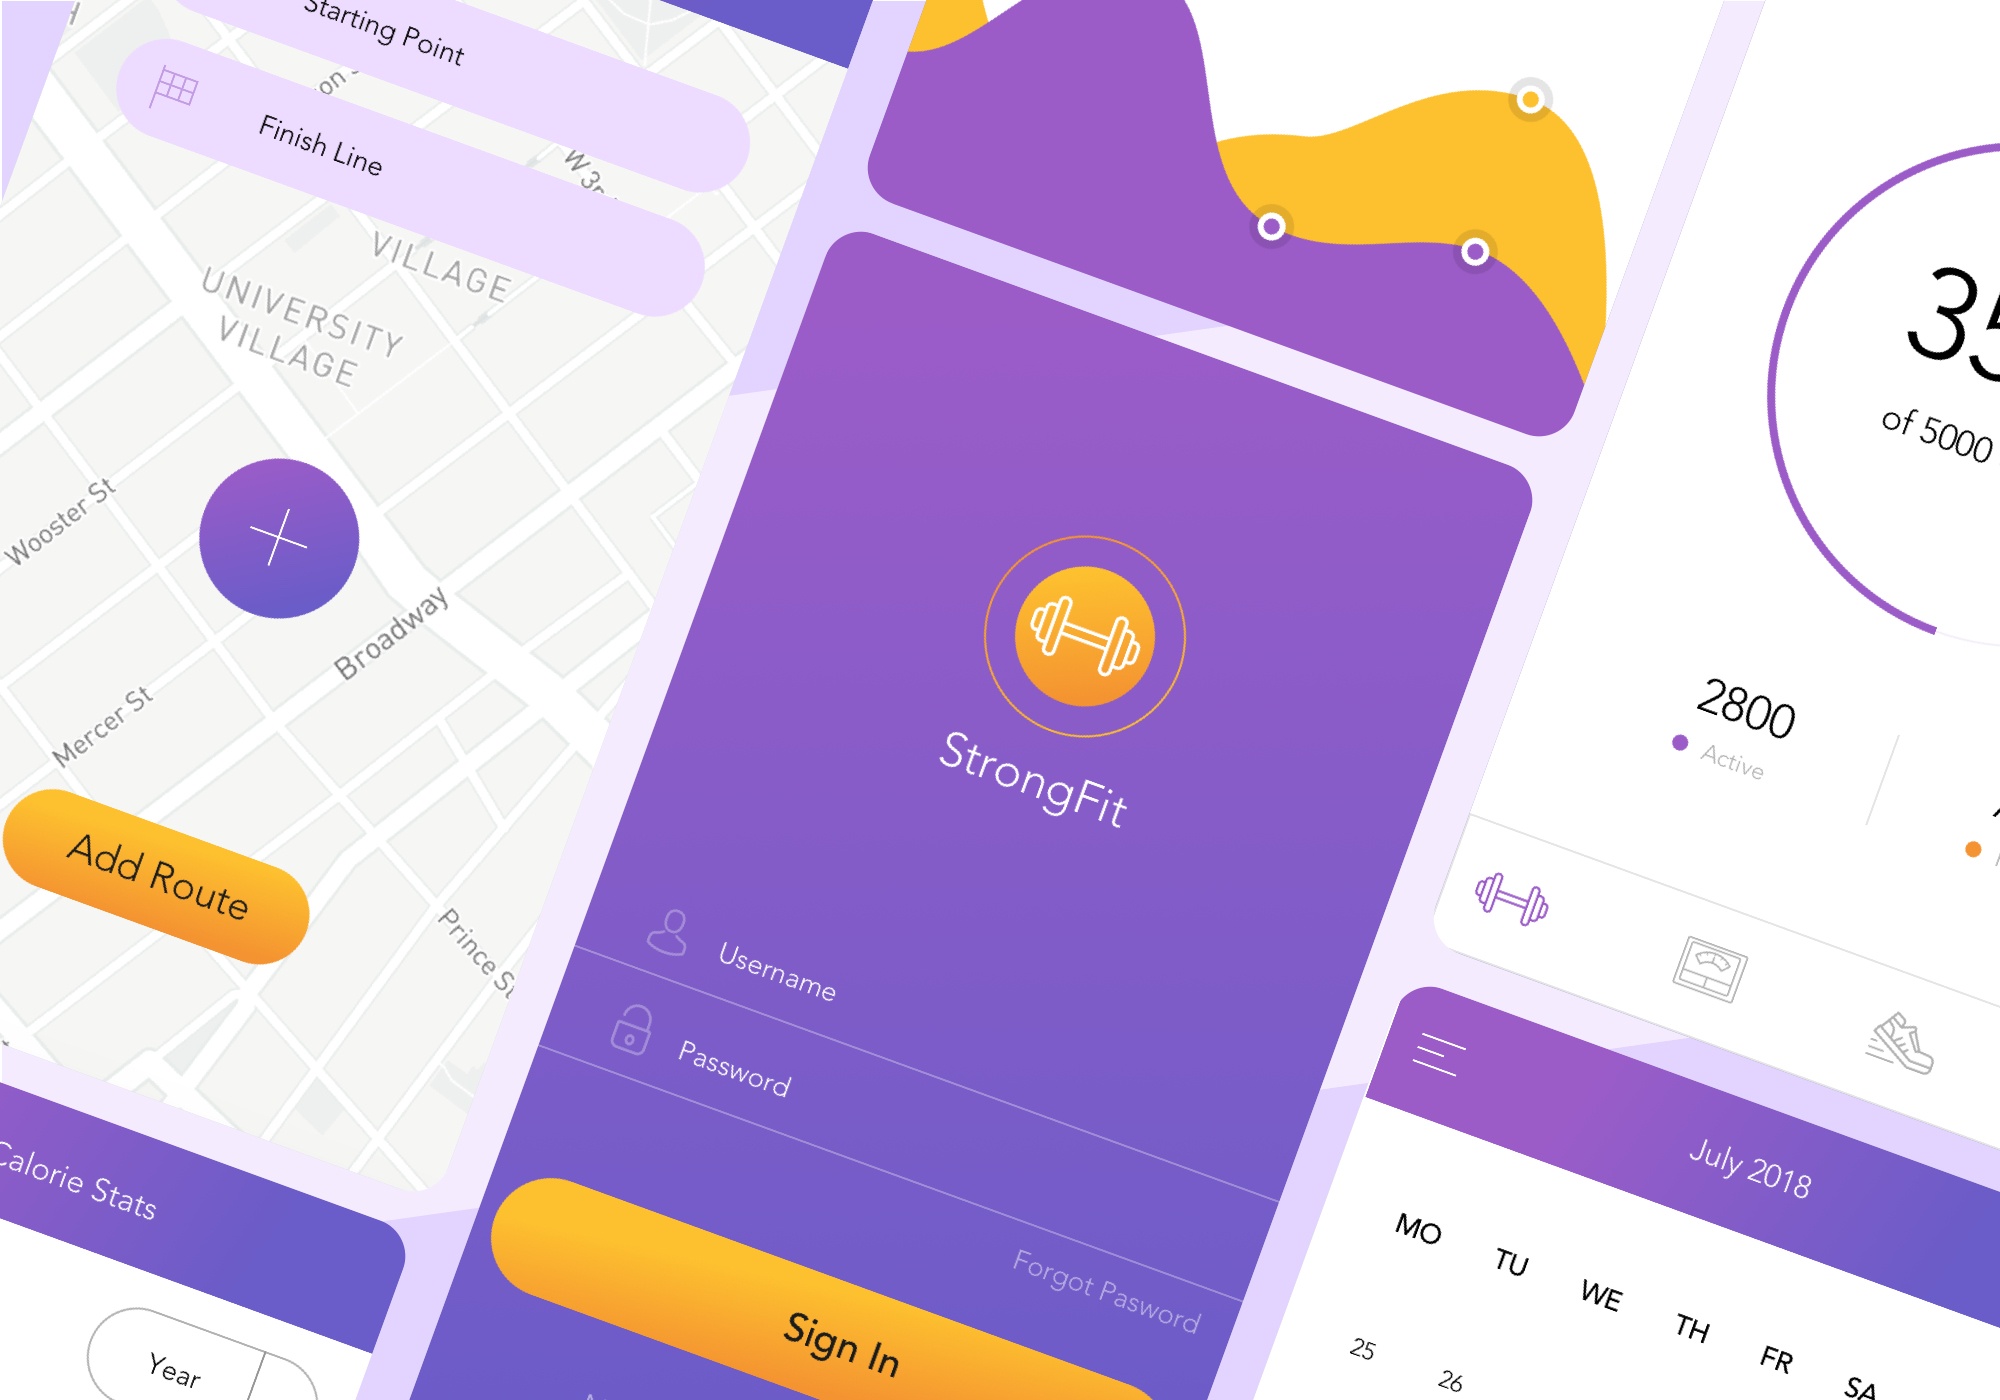 Starting Point
Finish Line
W 3
VILLAGE
UNIVERSITY
VILLAGE
Wooster St
Broadway
Mercer St
Add Route
Prince St
Calorie Stats
Year
StrongFit
Username
Password
Forgot Pasword
Sign In
35
of 5000
2800
Active
July 2018
MO TU WE TH FR SA
25 26